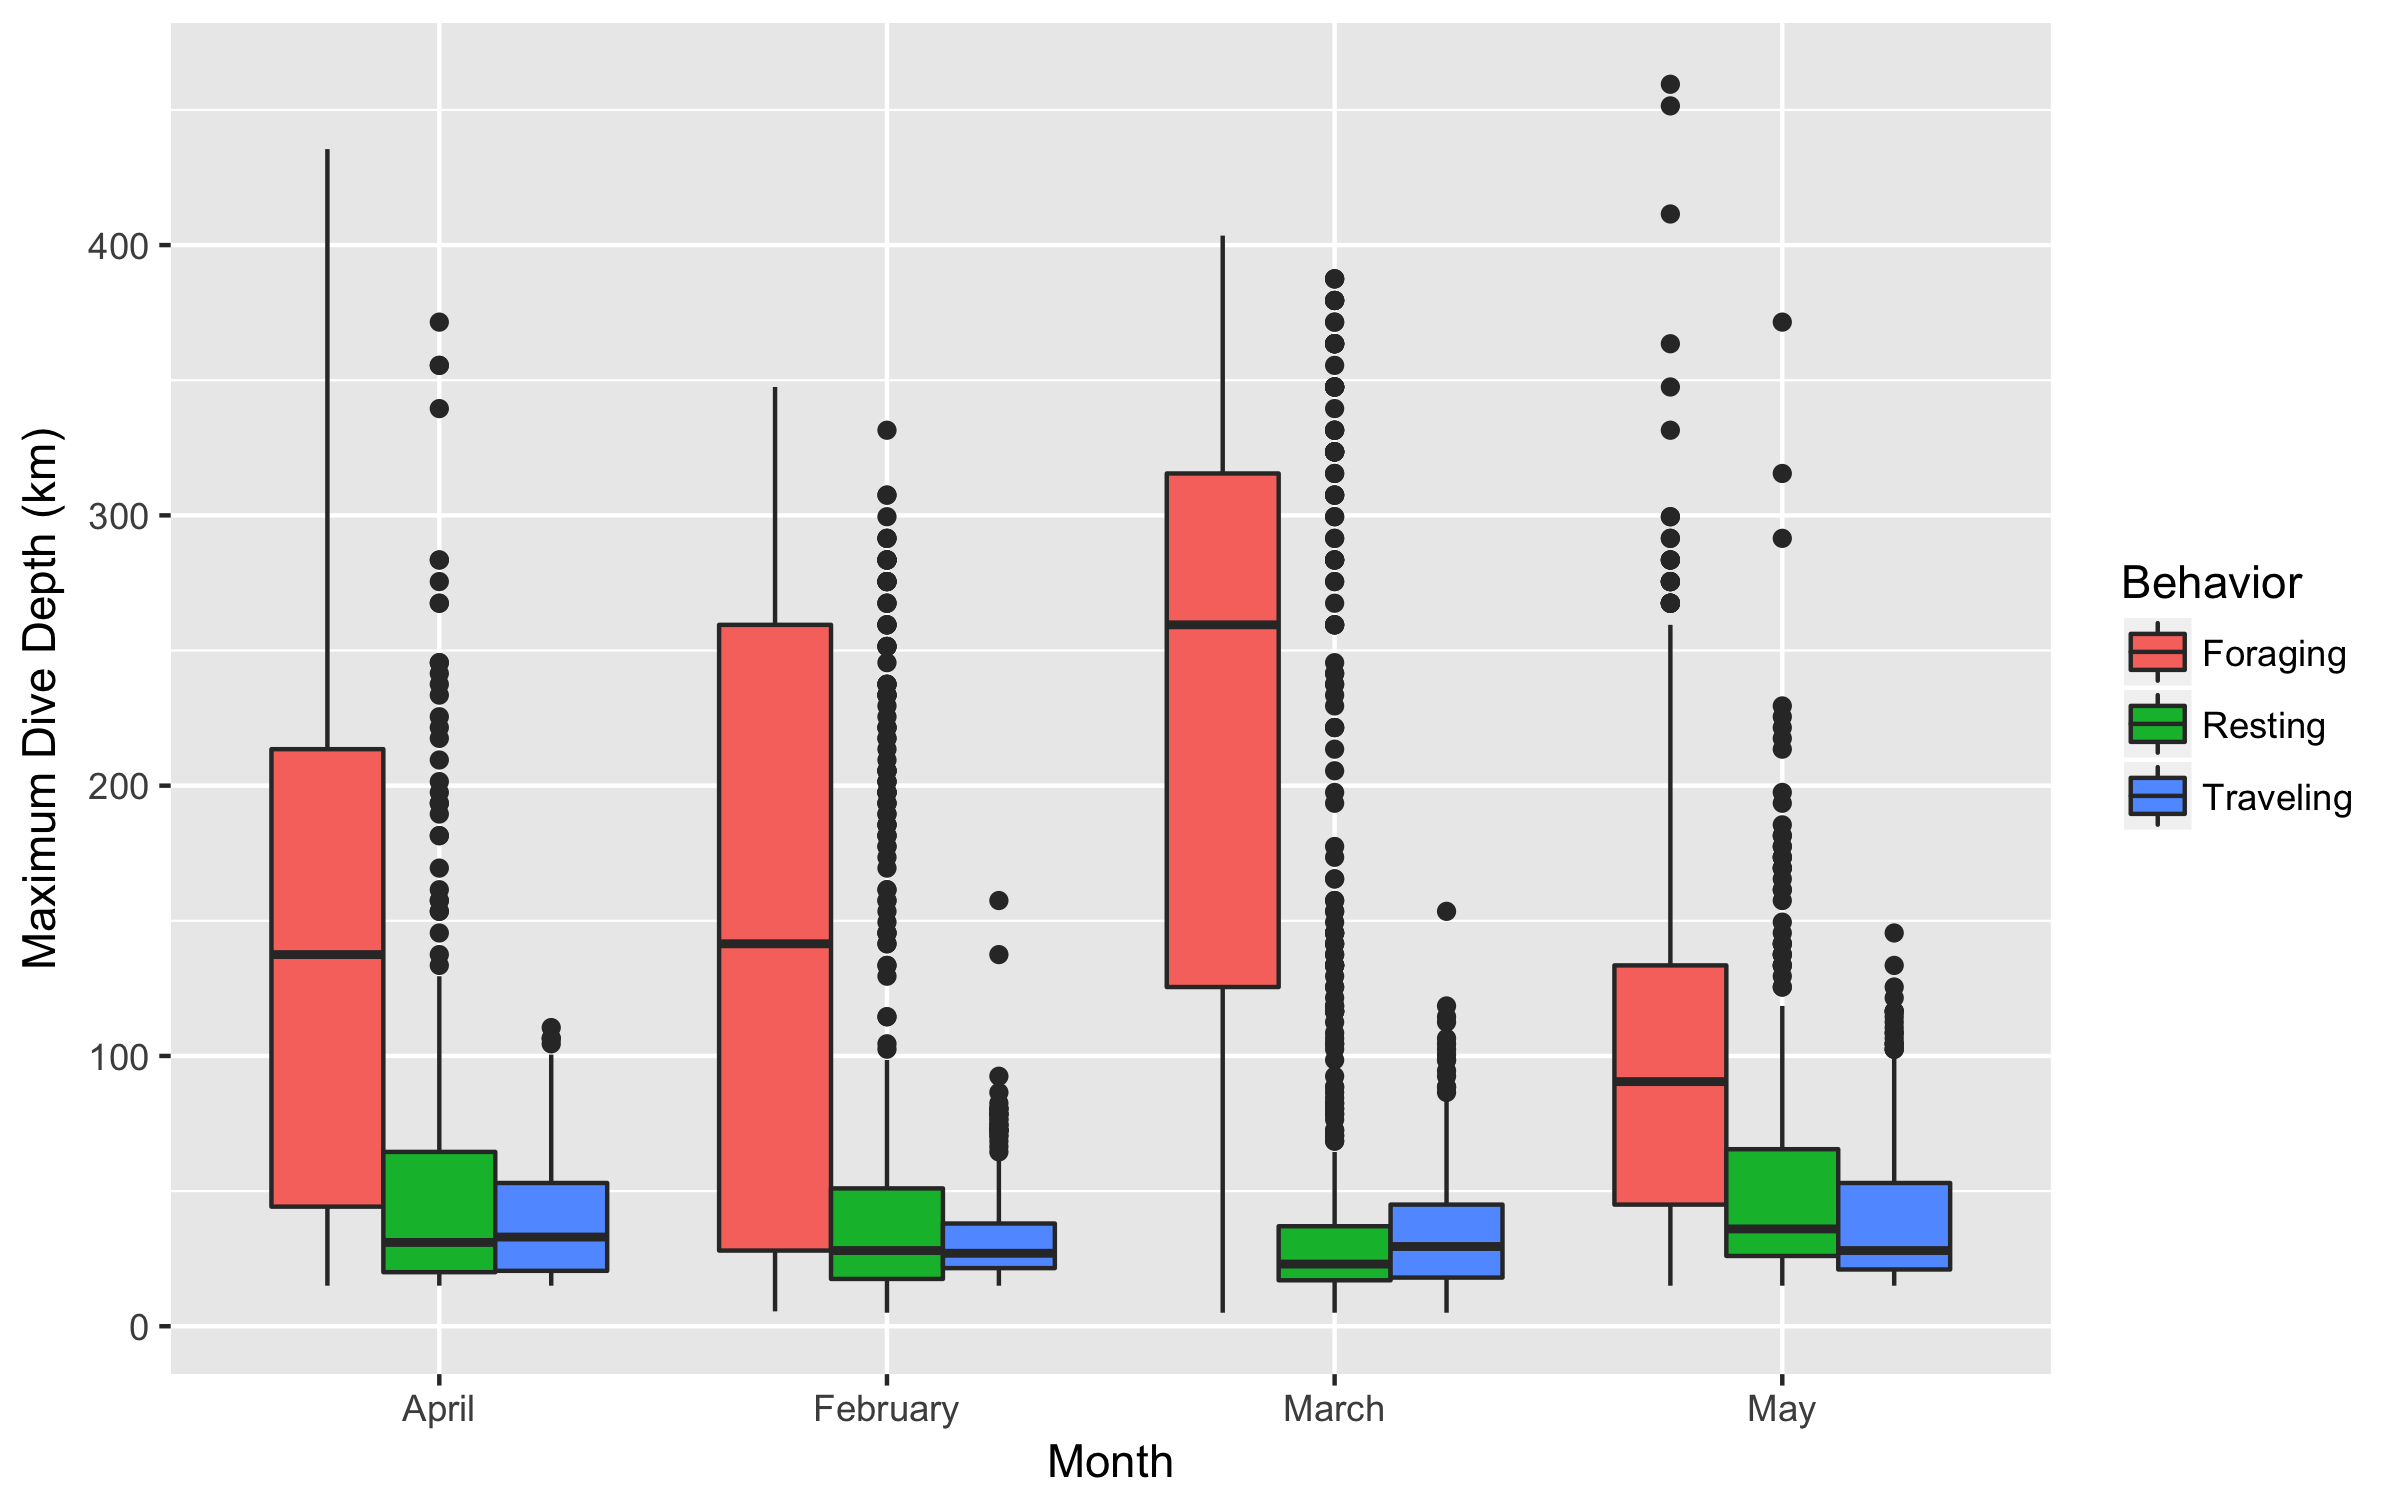 Maximum Dive Depth (km)
400
300
200
100
0
April
February
March
May
Month
Behavior
Foraging
Resting
Traveling